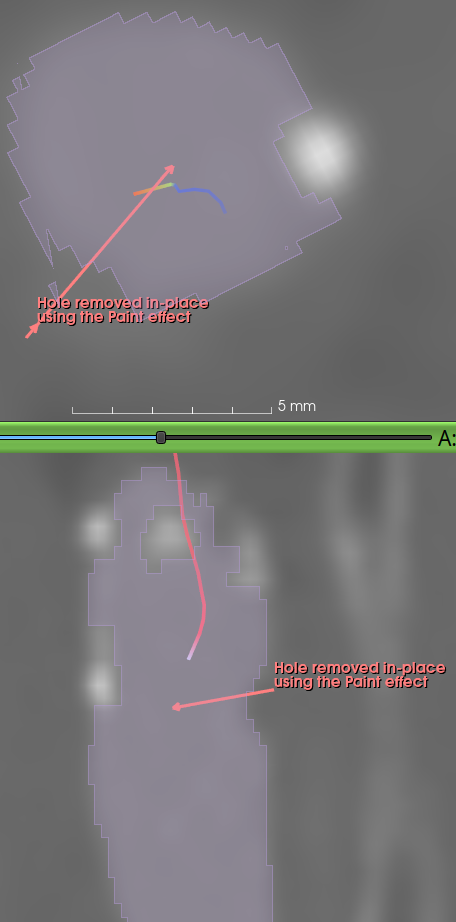 Hole removed in-place
using the Paint effect
5 mm
A:
Hole removed in-place
using the Paint effect